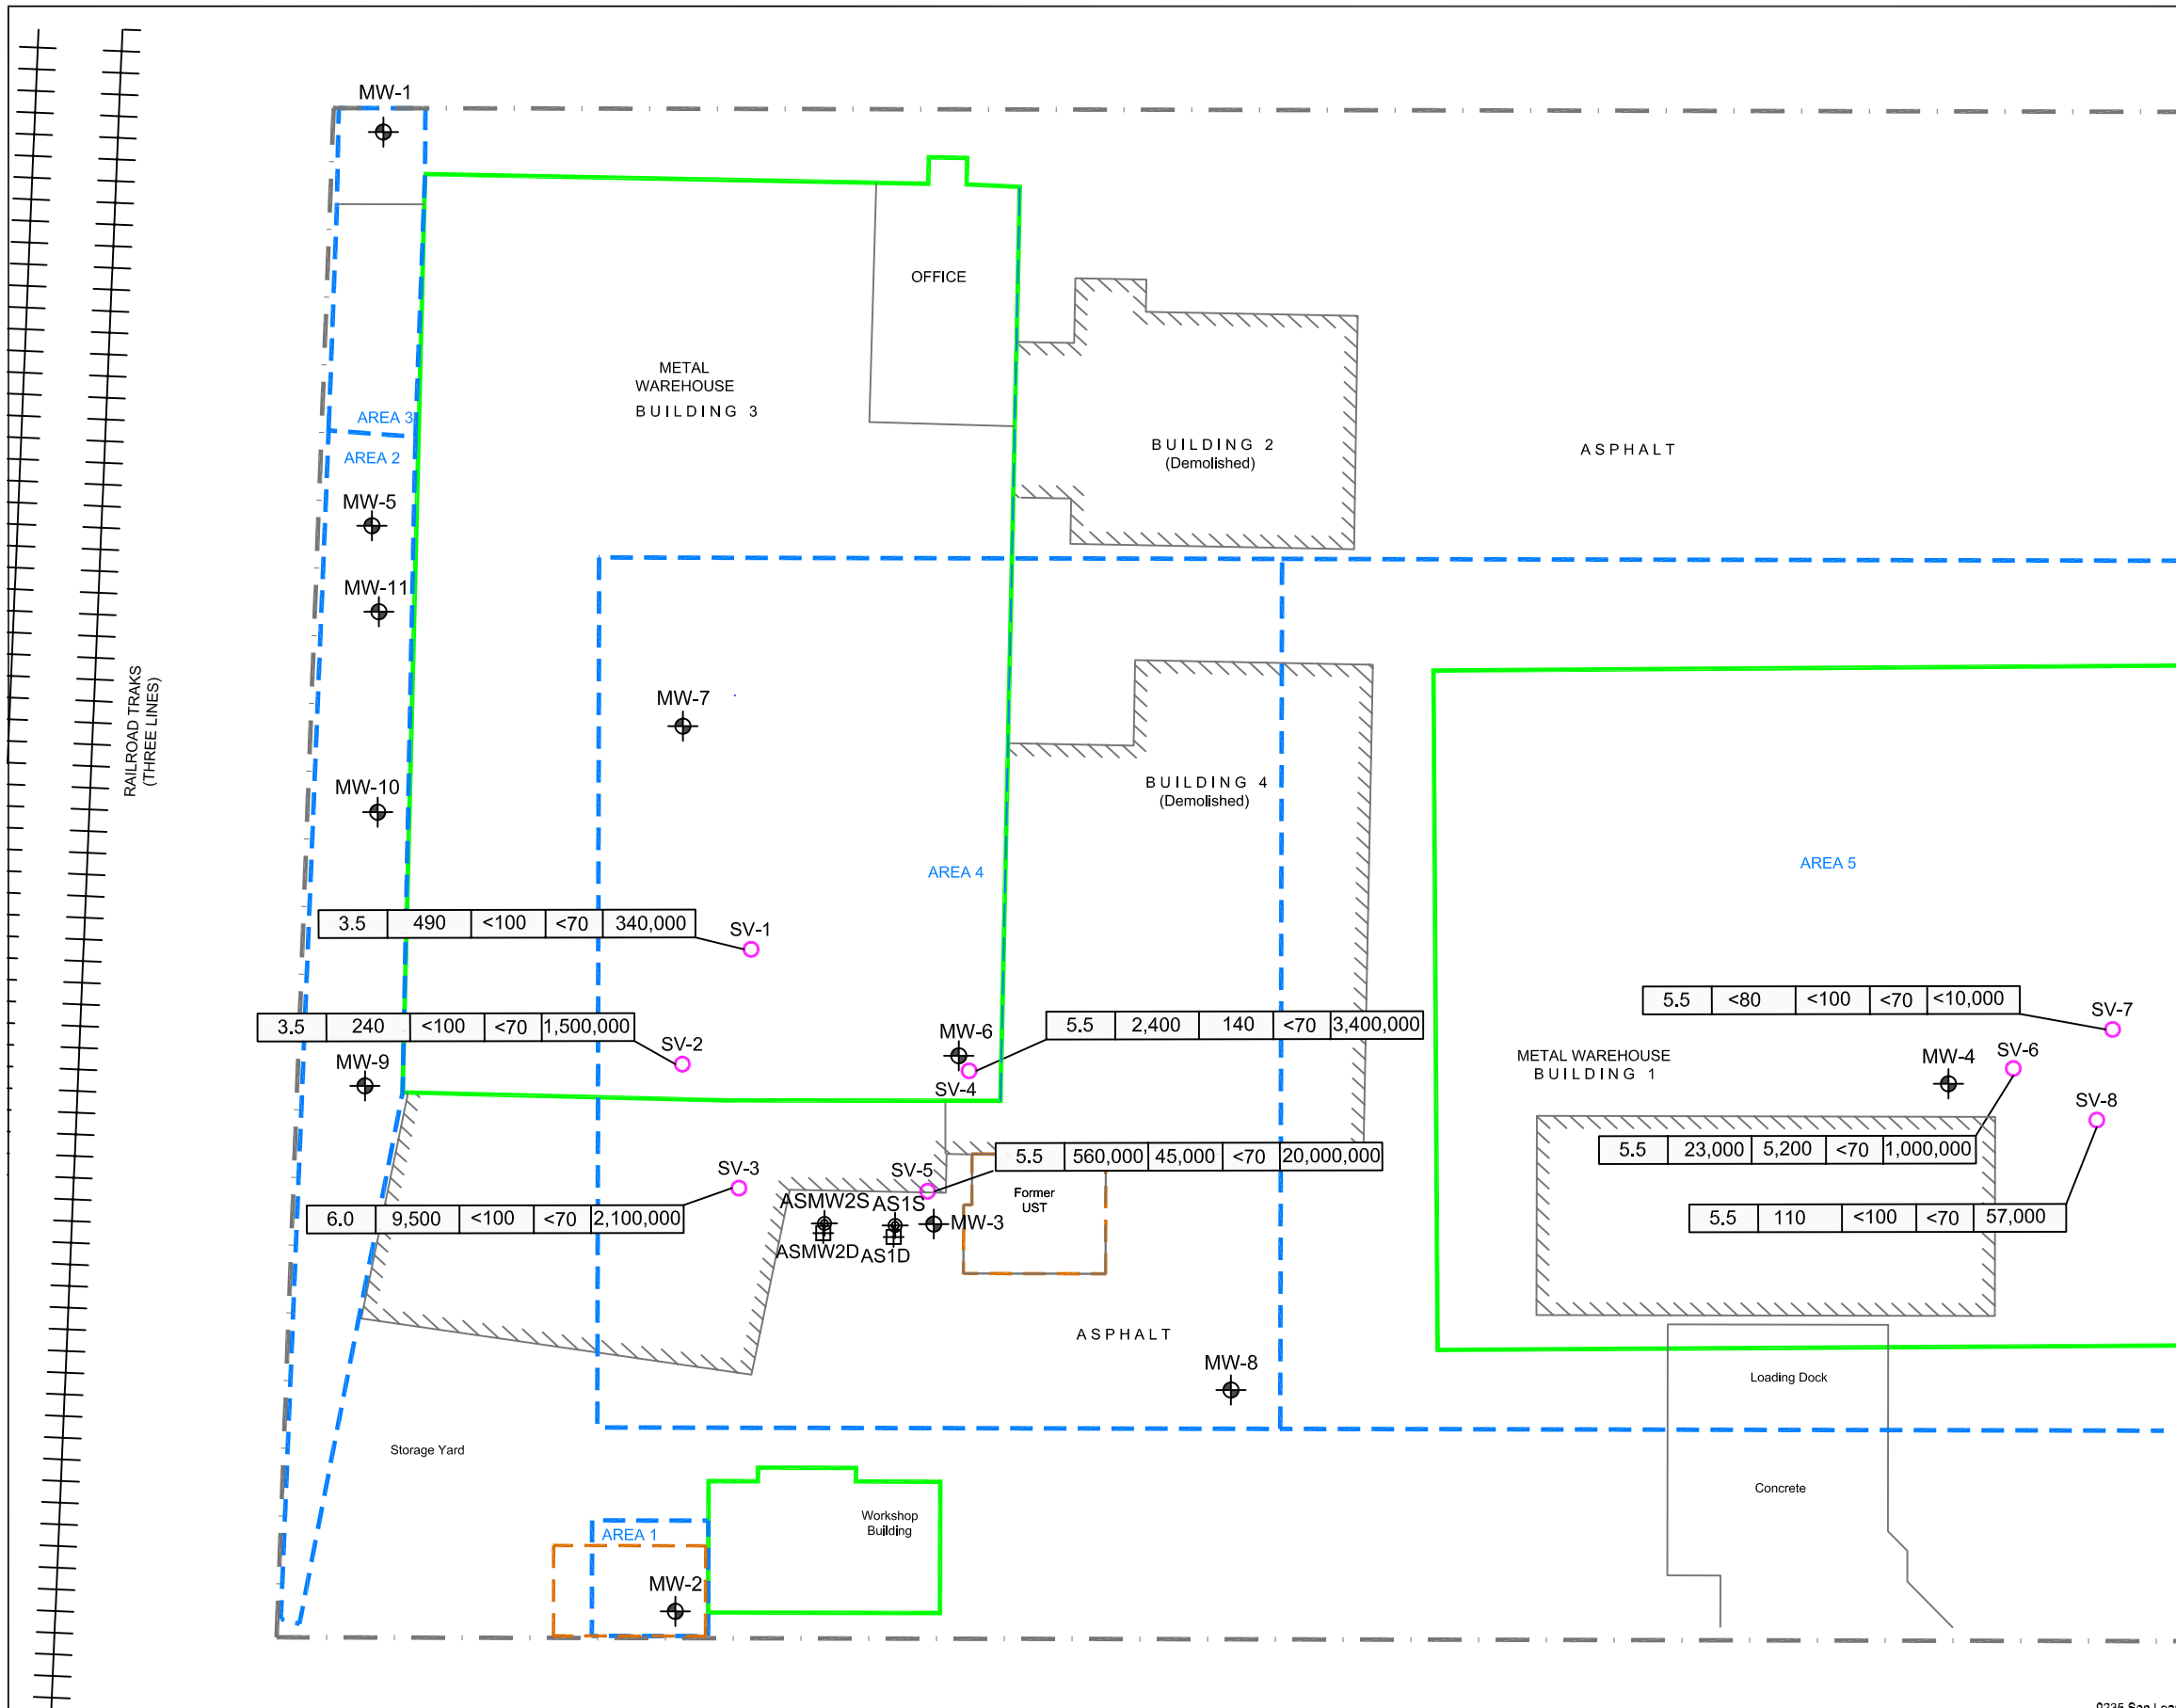 MW-1
OFFICE
METAL
WAREHOUSE
BUILDING 3
AREA 3
AREA 2
BUILDING 2
(Demolished)
ASPHALT
MW-5
MW-11
RAILROAD TRAKS
(THREE LINES)
MW-7
MW-10
BUILDING 4
(Demolished)
AREA 4
AREA 5
3.5 490 <100 <70 340,000
SV-1
3.5 240 <100 <70 1,500,000
SV-2
MW-9
MW-6
SV-4
5.5 2,400 140 <70 3,400,000
5.5 <80 <100 <70 <10,000
SV-7
METAL WAREHOUSE
BUILDING 1
MW-4
SV-6
SV-8
5.5 23,000 5,200 <70 1,000,000
5.5 560,000 45,000 <70 20,000,000
SV-5
SV-3
6.0 9,500 <100 <70 2,100,000
ASMW2S
AS1S
MW-3
ASMW2D
AS1D
Former
UST
5.5 110 <100 <70 57,000
ASPHALT
MW-8
Loading Dock
Storage Yard
Concrete
Workshop
Building
AREA 1
MW-2